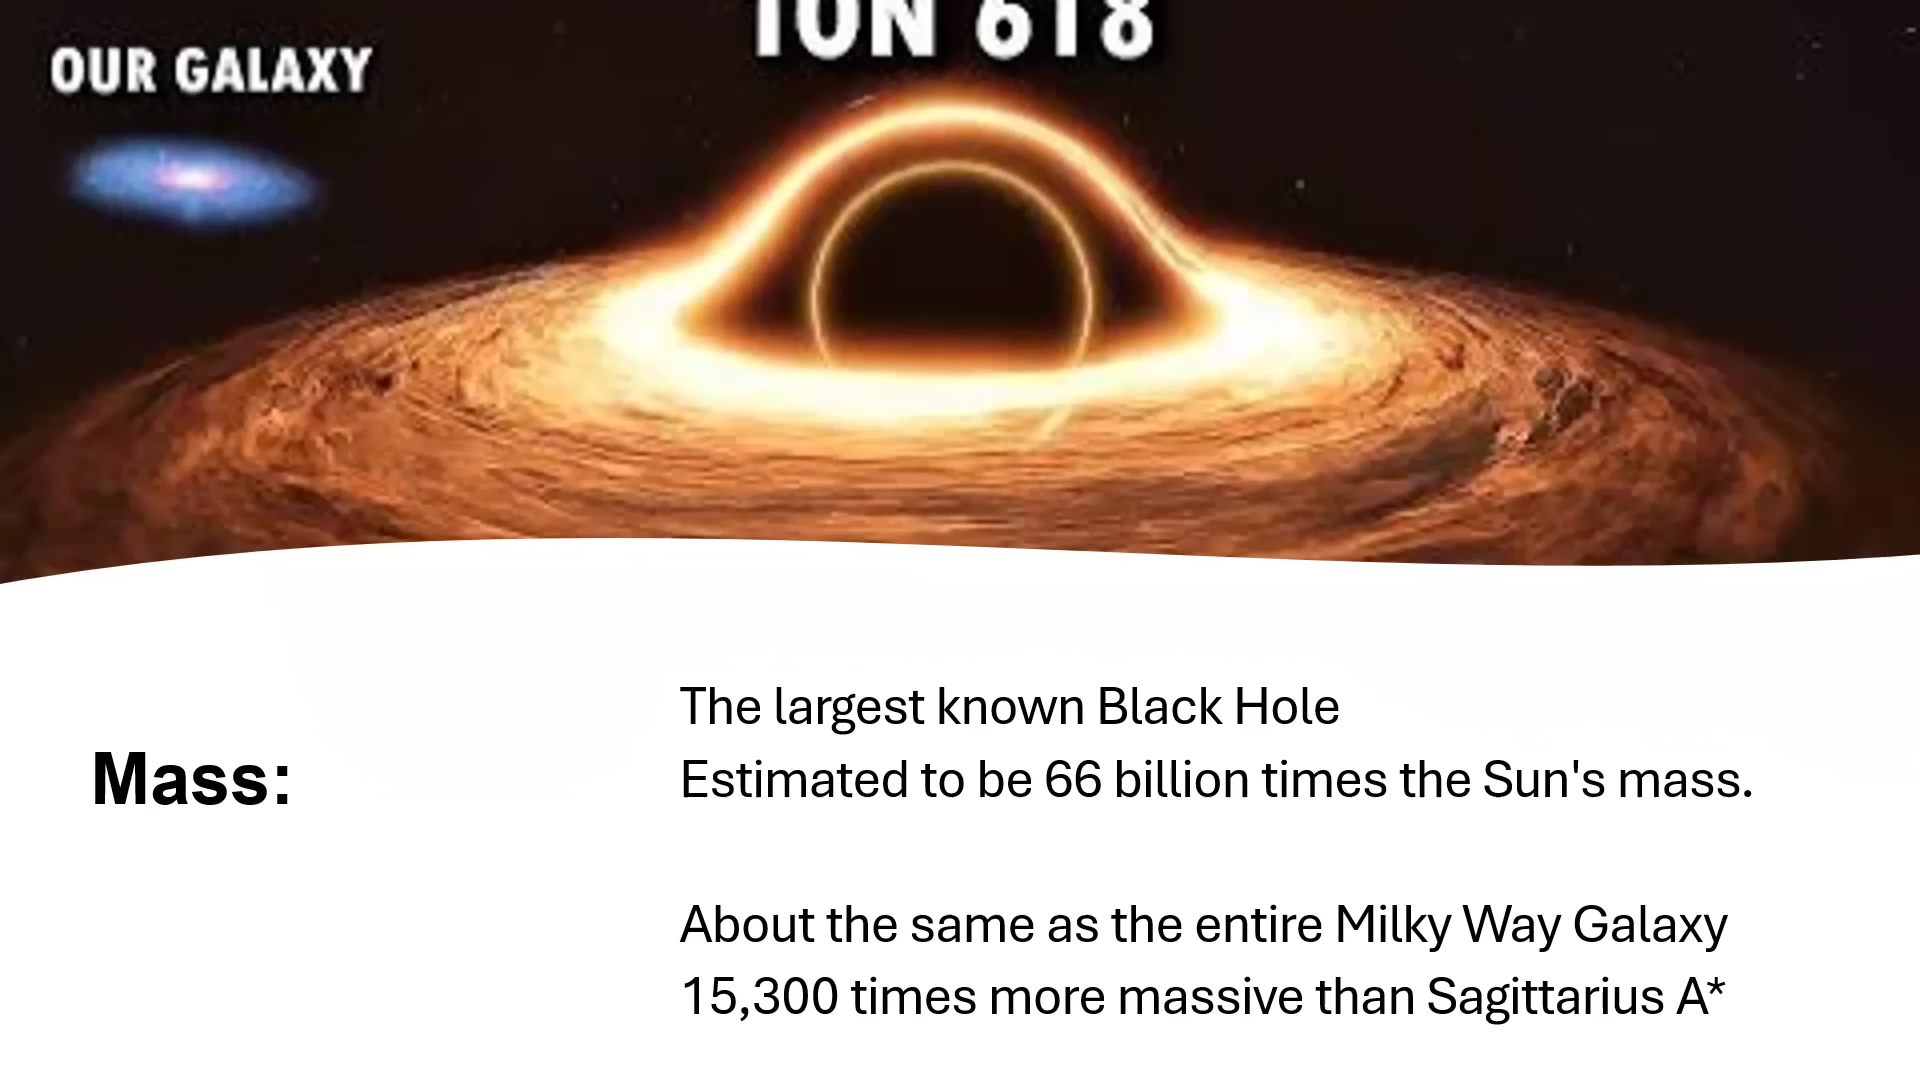 OUR GALAXY
TON 618
The largest known Black Hole
Mass:
Estimated to be 66 billion times the Sun's mass.
About the same as the entire Milky Way Galaxy
15,300 times more massive than Sagittarius A*